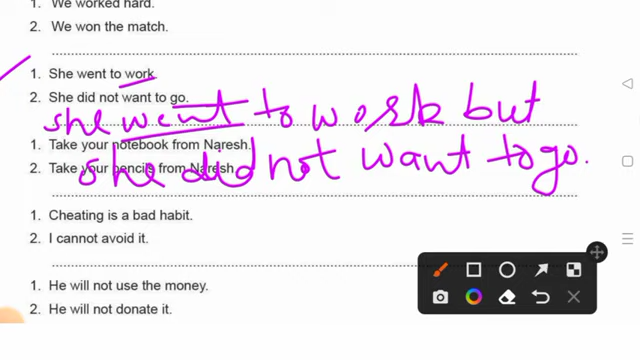 1. We worked hard.
2. We won the match.
1. She went to work
2. She did not want to go.
she went to work but
1. Take your notebook from Naresh.
she did not want to go.
2. Take your pencils from Naresh.
1. Cheating is a bad habit.
2. I cannot avoid it.
1. He will not use the money.
2. He will not donate it.